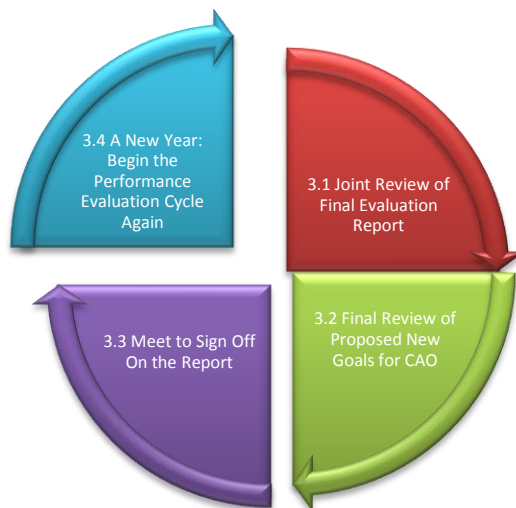 3.4 A New Year:
Begin the
Performance
Evaluation Cycle
Again
3.1 Joint Review of
Final Evaluation
Report
3.3 Meet to Sign Off
On the Report
3.2 Final Review of
Proposed New
Goals for CAO